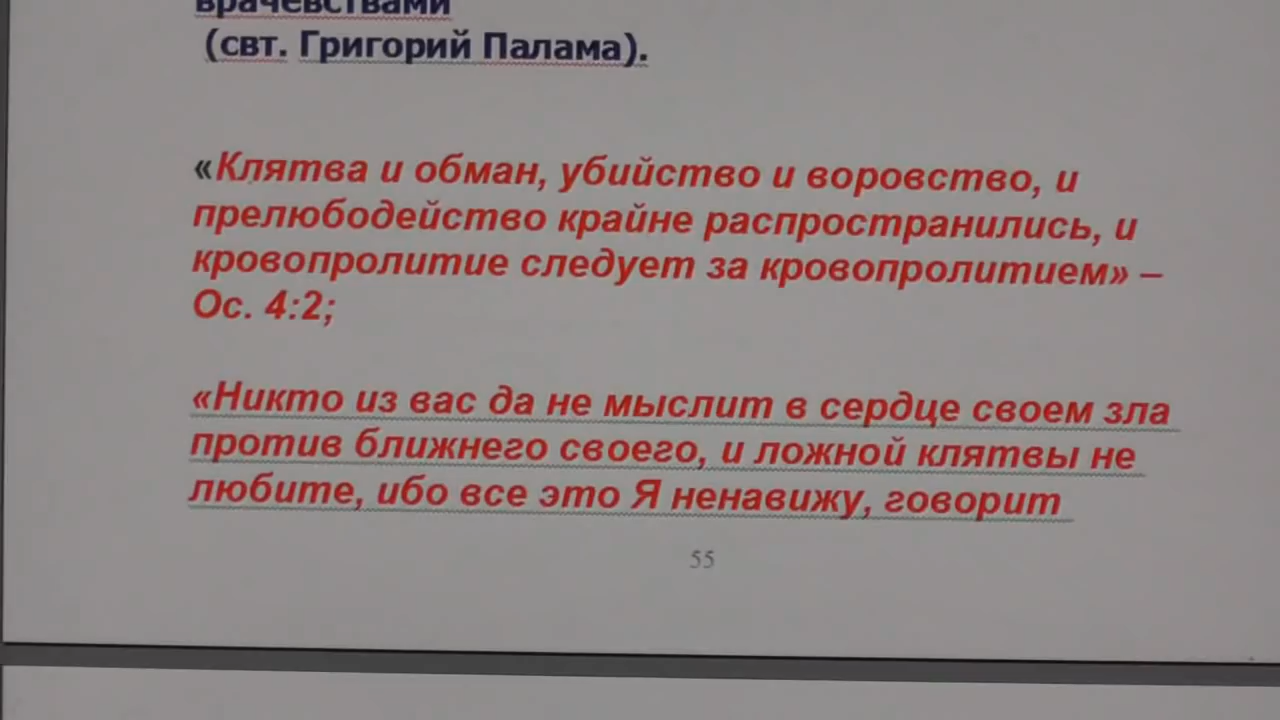 врачевствами
(свт. Григорий Палама).
«Клятва и обман, убийство и воровство, и
прелюбодейство крайне распространились, и
кровопролитие следует за кровопролитием» –
Ос. 4:2;
«Никто из вас да не мыслит в сердце своем зла
против ближнего своего, и ложной клятвы не
любите, ибо все это Я ненавижу, говорит
55